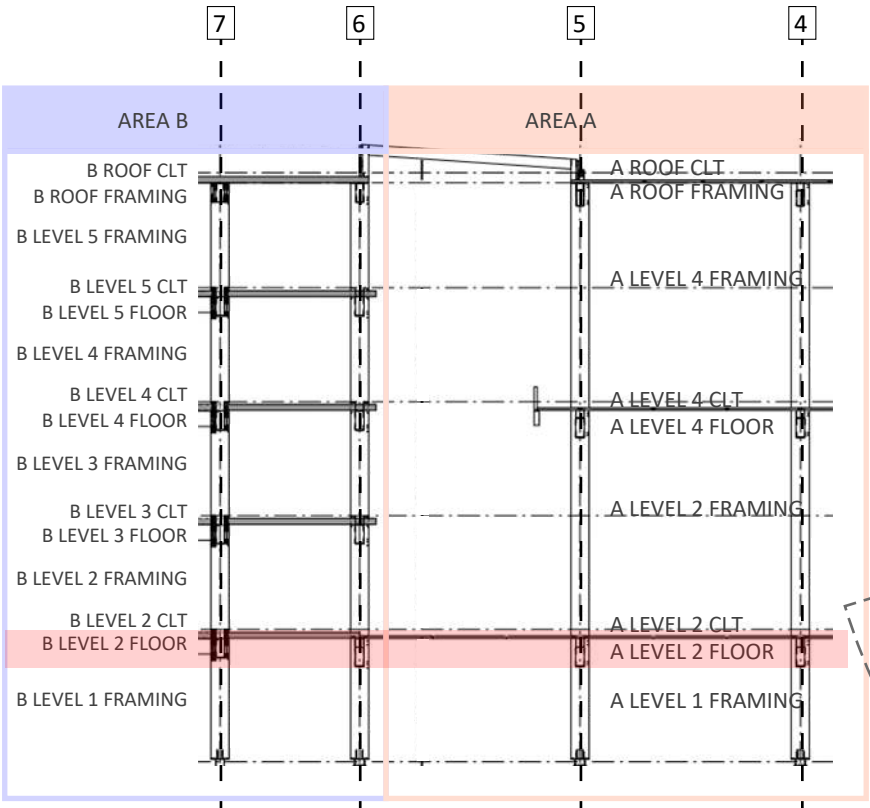 7 6 5 4
AREA B AREA A
B ROOF CLT
B ROOF FRAMING
B LEVEL 5 FRAMING
B LEVEL 5 CLT
B LEVEL 5 FLOOR
B LEVEL 4 FRAMING
B LEVEL 4 CLT
B LEVEL 4 FLOOR
B LEVEL 3 FRAMING
B LEVEL 3 CLT
B LEVEL 3 FLOOR
B LEVEL 2 FRAMING
B LEVEL 2 CLT
B LEVEL 2 FLOOR
B LEVEL 1 FRAMING
A ROOF CLT
A ROOF FRAMING
A LEVEL 4 FRAMING
A LEVEL 4 CLT
A LEVEL 4 FLOOR
A LEVEL 2 FRAMING
A LEVEL 2 CLT
A LEVEL 2 FLOOR
A LEVEL 1 FRAMING